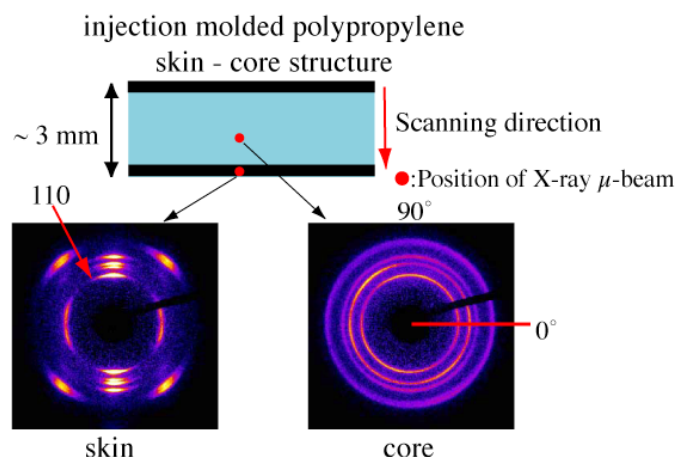 injection molded polypropylene
skin - core structure
~ 3 mm
Scanning direction
●:Position of X-ray μ-beam
110
90°
0°
skin
core